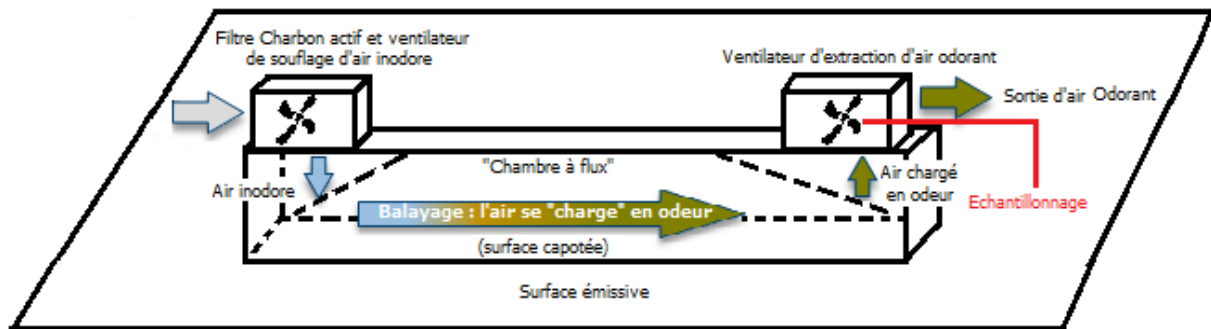 Filtre Charbon actif et ventilateur
de souflage d'air inodore
Ventilateur d'extraction d'air odorant
Sortie d'air Odorant
"Chambre à flux"
Air inodore
Air chargé
en odeur
Echantillonnage
Balayage : l'air se "charge" en odeur
(surface capotée)
Surface émissive